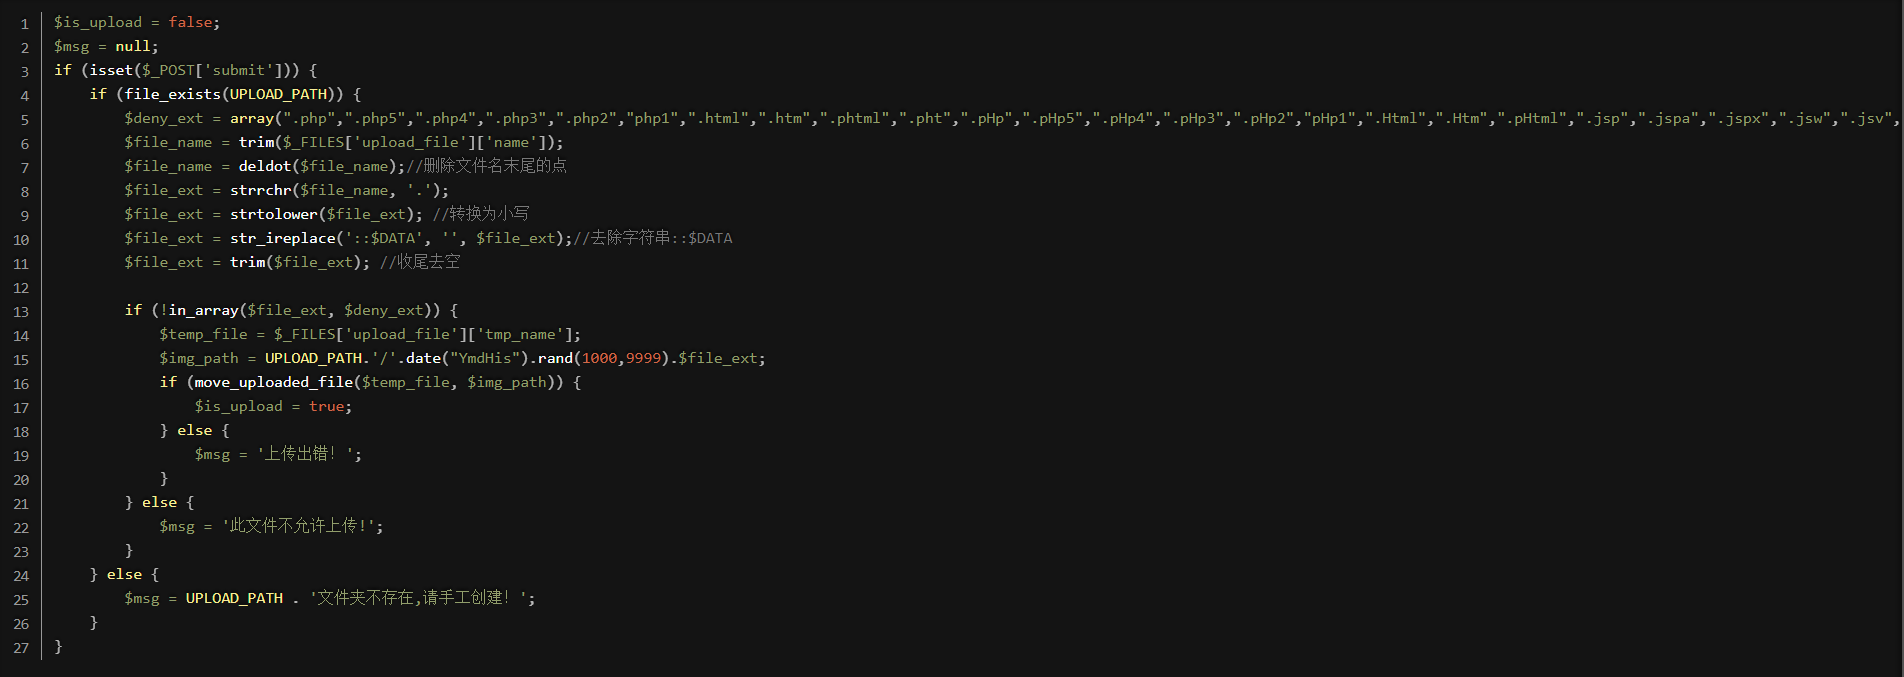 1 $is_upload = false;
2 $msg = null;
3 if (isset($_POST['submit'])) {
4 if (file_exists(UPLOAD_PATH)) {
5 $deny_ext = array(".php",".php5",".php4",".php3",".php2","php1",".html",".htm",".phtml",".pht",".pHp",".pHp5",".pHp4",".pHp3",".pHp2","pHp1",".Html",".Htm",".pHtml",".jsp",".jspa",".jspx",".jsw",".jsv",
6 $file_name = trim($_FILES['upload_file']['name']);
7 $file_name = deldot($file_name);//删除文件名末尾的点
8 $file_ext = strrchr($file_name, '.');
9 $file_ext = strtolower($file_ext); //转换为小写
10 $file_ext = str_ireplace('::$DATA', '', $file_ext);//去除字符串::$DATA
11 $file_ext = trim($file_ext); //收尾去空
12
13 if (!in_array($file_ext, $deny_ext)) {
14 $temp_file = $_FILES['upload_file']['tmp_name'];
15 $img_path = UPLOAD_PATH.'/'.date("YmdHis").rand(1000,9999).$file_ext;
16 if (move_uploaded_file($temp_file, $img_path)) {
17 $is_upload = true;
18 } else {
19 $msg = '上传出错！';
20 }
21 } else {
22 $msg = '此文件不允许上传!';
23 }
24 } else {
25 $msg = UPLOAD_PATH . '文件夹不存在,请手工创建！';
26 }
27 }